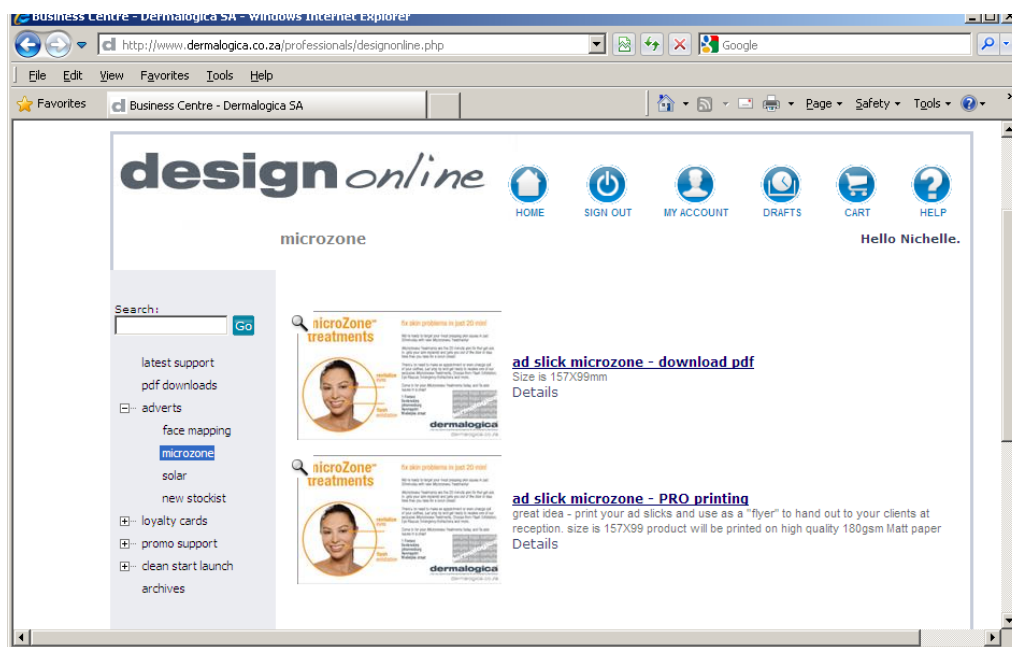 Business Centre - Dermalogica SA - Windows Internet Explorer
http://www.dermalogica.co.za/professionals/designonline.php
Google
File Edit View Favorites Tools Help
Favorites
Business Centre - Dermalogica SA
Page Safety Tools
design online
HOME SIGN OUT MY ACCOUNT DRAFTS CART HELP
microzone
Hello Nichelle.
Search:
Go
latest support
pdf downloads
adverts
face mapping
microzone
solar
new stockist
loyalty cards
promo support
clean start launch
archives
microZone
treatments
fix skin problems in just 20 min!
dermalogica
ad slick microzone - download pdf
Size is 157X99mm
Details
microZone
treatments
fix skin problems in just 20 min!
dermalogica
ad slick microzone - PRO printing
great idea - print your ad slicks and use as a "flyer" to hand out to your clients at
reception. size is 157X99 product will be printed on high quality 180gsm Matt paper
Details